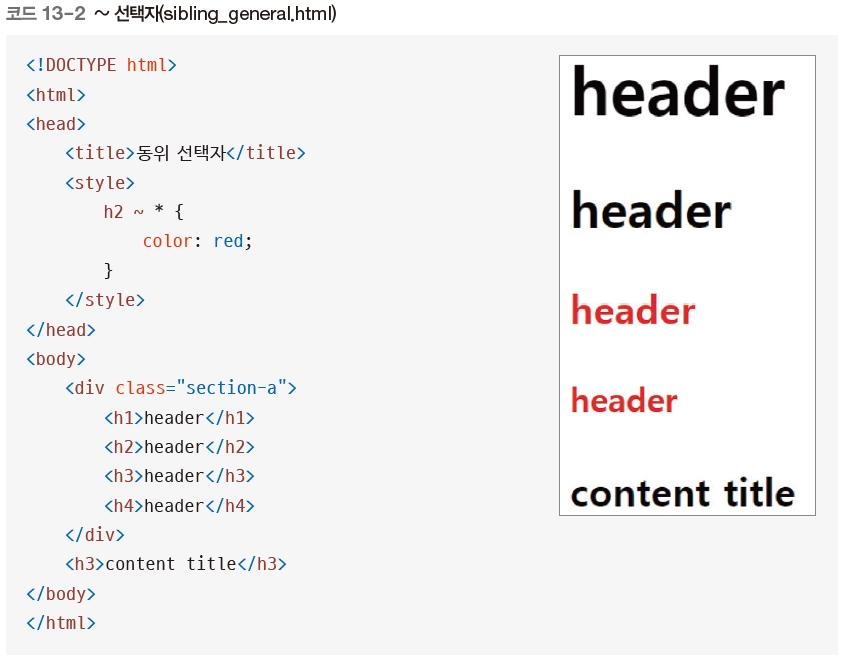 코드 13-2 ~ 선택자(sibling_general.html)
<!DOCTYPE html>
<html>
<head>
    <title>동위 선택자</title>
    <style>
        h2 ~ * {
            color: red;
        }
    </style>
</head>
<body>
    <div class="section-a">
        <h1>header</h1>
        <h2>header</h2>
        <h3>header</h3>
        <h4>header</h4>
    </div>
    <h3>content title</h3>
</body>
</html>
header
header
header
header
content title